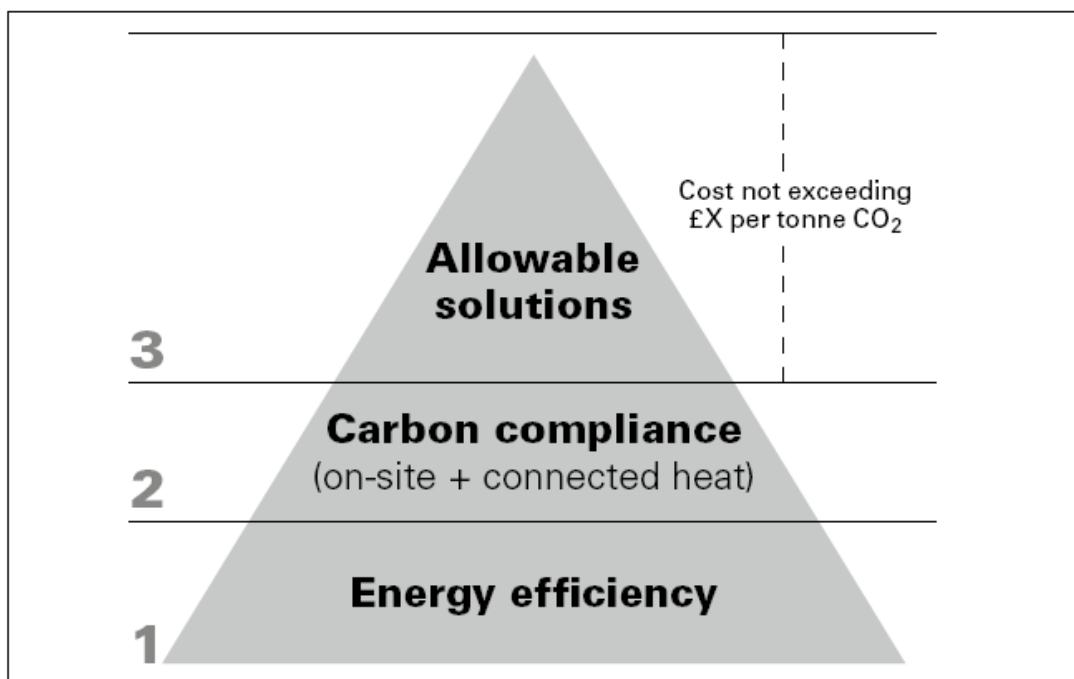 Cost not exceeding
£X per tonne CO₂
Allowable
solutions
3
Carbon compliance
(on-site + connected heat)
2
Energy efficiency
1